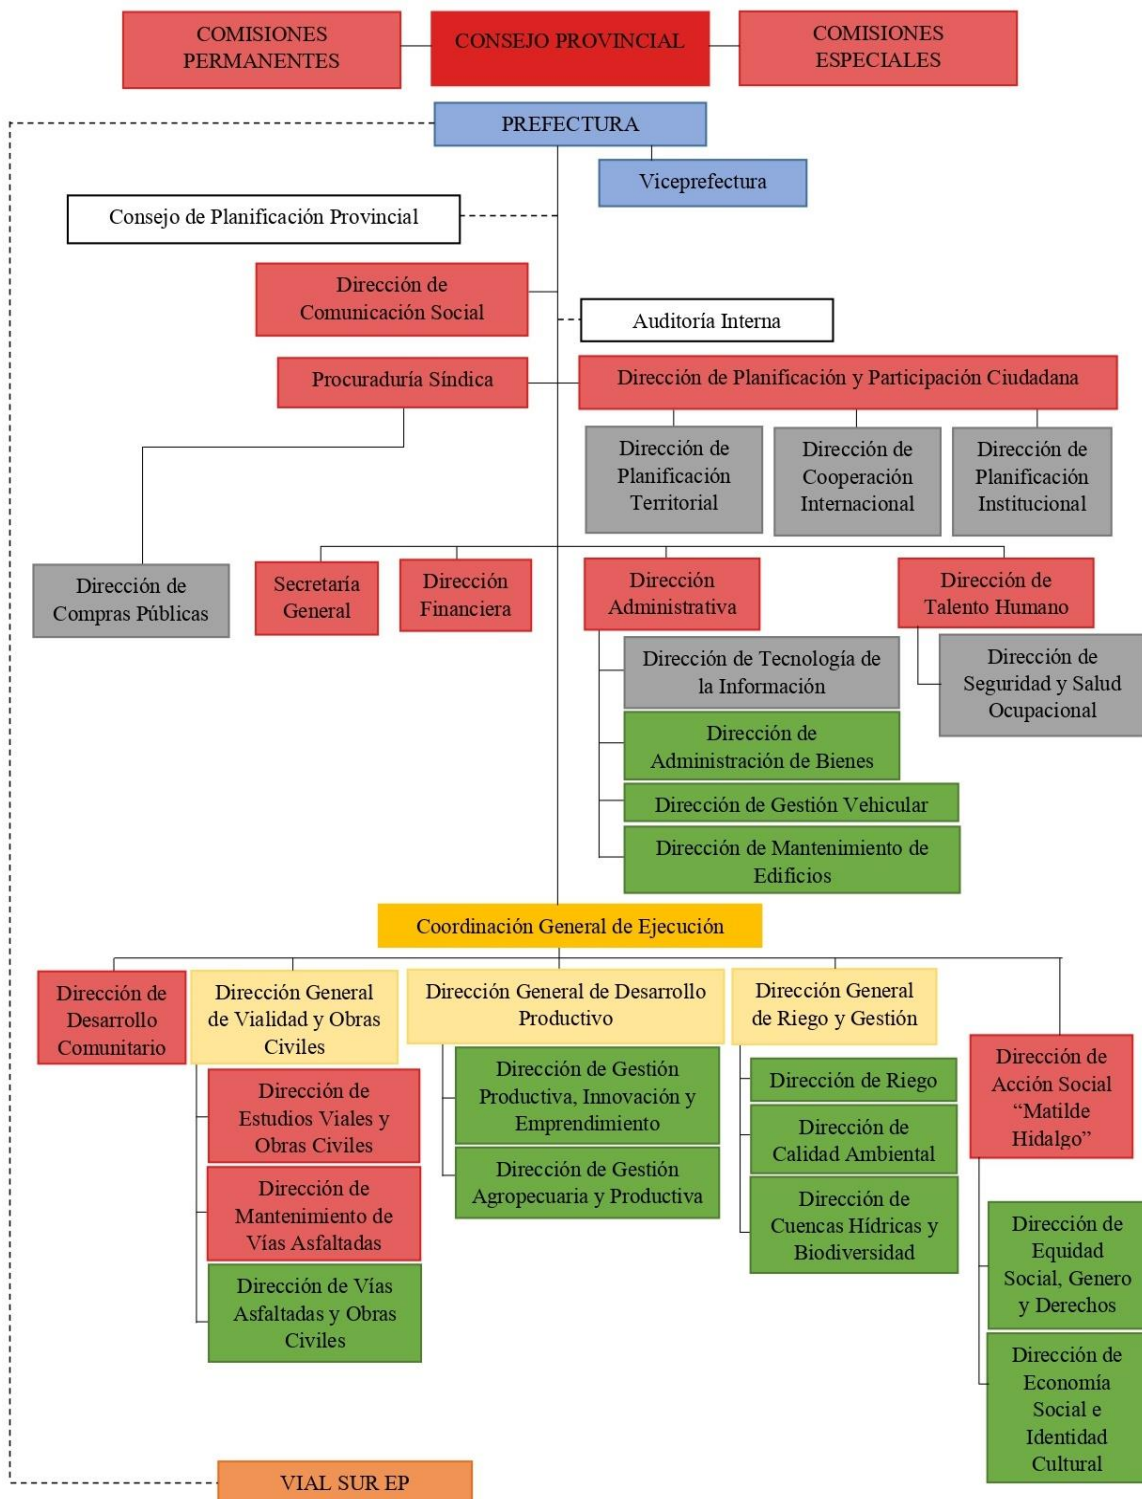 COMISIONES
PERMANENTES
CONSEJO PROVINCIAL
COMISIONES
ESPECIALES
PREFECTURA
Viceprefectura
Consejo de Planificación Provincial
Dirección de
Comunicación Social
Auditoría Interna
Procuraduría Síndica
Dirección de Planificación y Participación Ciudadana
Dirección de
Planificación
Territorial
Dirección de
Cooperación
Internacional
Dirección de
Planificación
Institucional
Dirección de
Compras Públicas
Secretaría
General
Dirección
Financiera
Dirección
Administrativa
Dirección de
Talento Humano
Dirección de Tecnología de
la Información
Dirección de
Administración de Bienes
Dirección de Gestión Vehicular
Dirección de Mantenimiento de
Edificios
Dirección de
Seguridad y Salud
Ocupacional
Coordinación General de Ejecución
Dirección de
Desarrollo
Comunitario
Dirección General
de Vialidad y Obras
Civiles
Dirección de
Estudios Viales y
Obras Civiles
Dirección de
Mantenimiento de
Vías Asfaltadas
Dirección de Vías
Asfaltadas y Obras
Civiles
Dirección General de Desarrollo
Productivo
Dirección de Gestión
Productiva, Innovación y
Emprendimiento
Dirección de Gestión
Agropecuaria y Productiva
Dirección General
de Riego y Gestión
Dirección de Riego
Dirección de
Calidad Ambiental
Dirección de
Cuencas Hídricas y
Biodiversidad
Dirección de
Acción Social
“Matilde
Hidalgo”
Dirección de
Equidad
Social, Genero
y Derechos
Dirección de
Economía
Social e
Identidad
Cultural
VIAL SUR EP